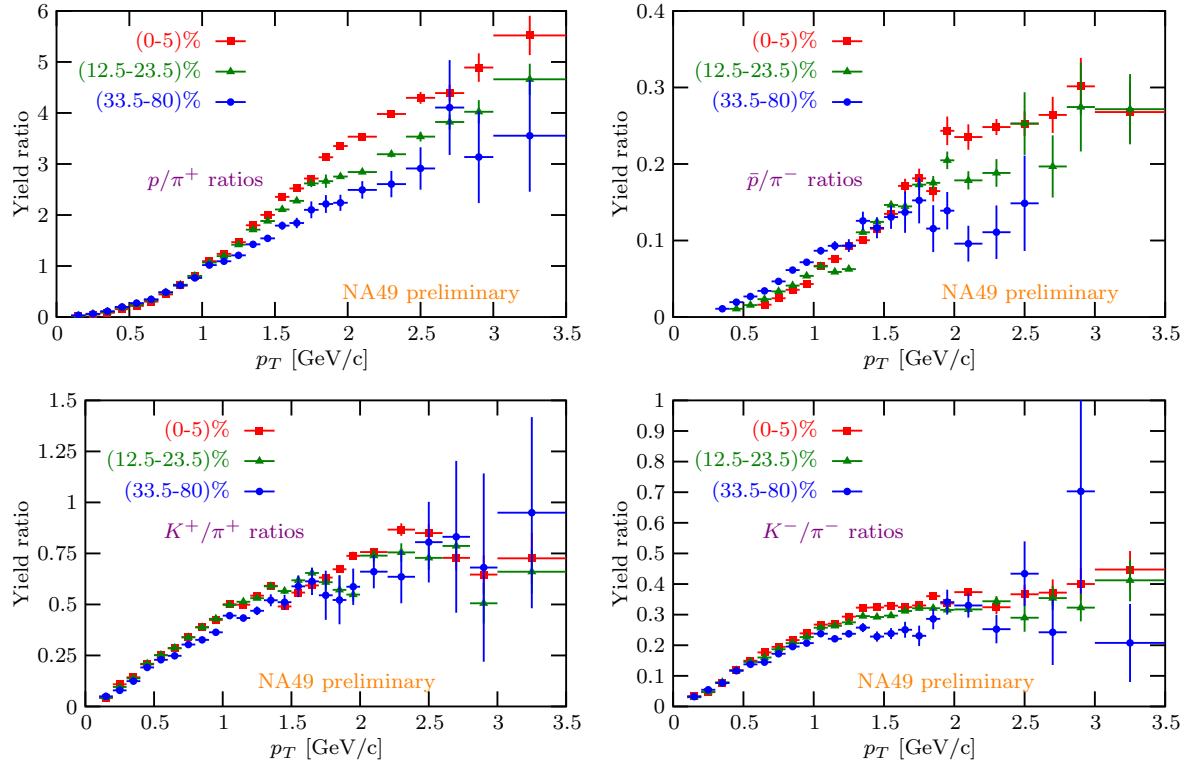 6
5
4
3
2
1
0
Yield ratio
(0-5)%
(12.5-23.5)%
(33.5-80)%
p/π⁺ ratios
NA49 preliminary
0 0.5 1 1.5 2 2.5 3 3.5
p_T [GeV/c]
0.4
0.3
0.2
0.1
0
Yield ratio
(0-5)%
(12.5-23.5)%
(33.5-80)%
p̄/π⁻ ratios
NA49 preliminary
0 0.5 1 1.5 2 2.5 3 3.5
p_T [GeV/c]
1.5
1.25
1
0.75
0.5
0.25
0
Yield ratio
(0-5)%
(12.5-23.5)%
(33.5-80)%
K⁺/π⁺ ratios
NA49 preliminary
0 0.5 1 1.5 2 2.5 3 3.5
p_T [GeV/c]
1
0.9
0.8
0.7
0.6
0.5
0.4
0.3
0.2
0.1
0
Yield ratio
(0-5)%
(12.5-23.5)%
(33.5-80)%
K⁻/π⁻ ratios
NA49 preliminary
0 0.5 1 1.5 2 2.5 3 3.5
p_T [GeV/c]